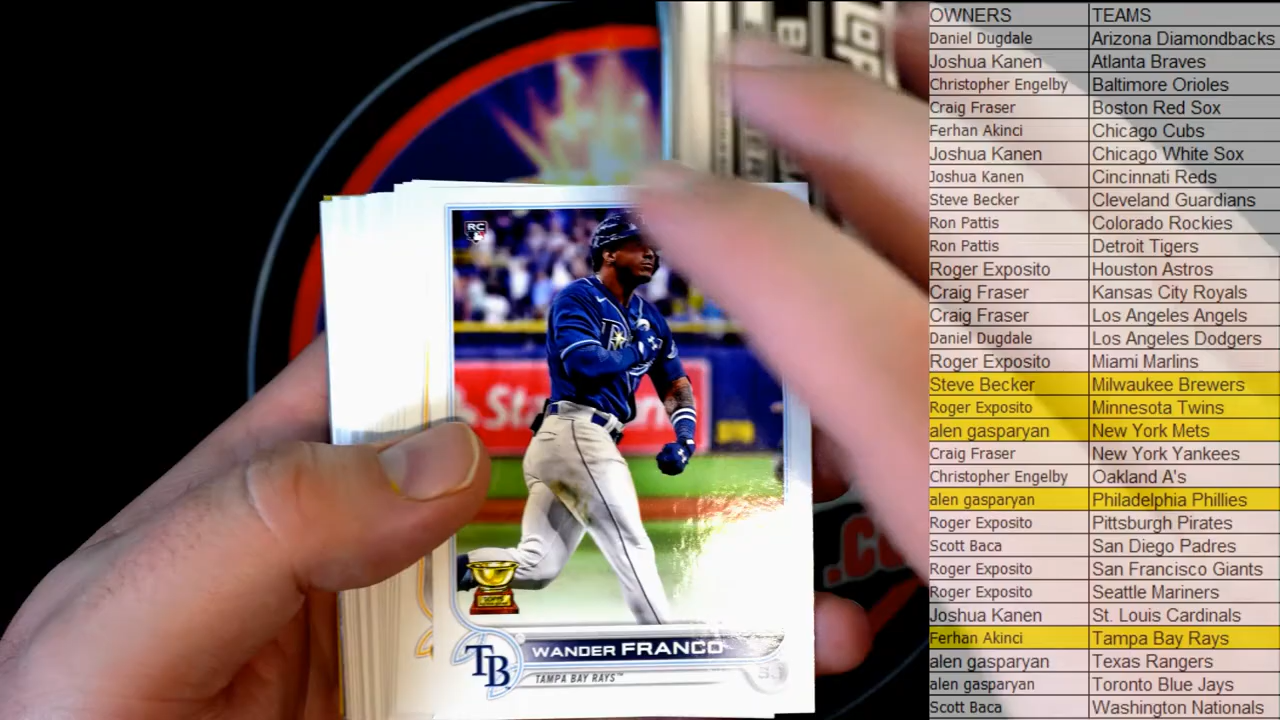 OWNERS TEAMS
Daniel Dugdale Arizona Diamondbacks
Joshua Kanen Atlanta Braves
Christopher Engelby Baltimore Orioles
Craig Fraser Boston Red Sox
Ferhan Akinci Chicago Cubs
Joshua Kanen Chicago White Sox
Joshua Kanen Cincinnati Reds
Steve Becker Cleveland Guardians
Ron Pattis Colorado Rockies
Ron Pattis Detroit Tigers
Roger Exposito Houston Astros
Craig Fraser Kansas City Royals
Craig Fraser Los Angeles Angels
Daniel Dugdale Los Angeles Dodgers
Roger Exposito Miami Marlins
Steve Becker Milwaukee Brewers
Roger Exposito Minnesota Twins
alen gasparyan New York Mets
Craig Fraser New York Yankees
Christopher Engelby Oakland A's
alen gasparyan Philadelphia Phillies
Roger Exposito Pittsburgh Pirates
Scott Baca San Diego Padres
Roger Exposito San Francisco Giants
Roger Exposito Seattle Mariners
Joshua Kanen St. Louis Cardinals
Ferhan Akinci Tampa Bay Rays
alen gasparyan Texas Rangers
alen gasparyan Toronto Blue Jays
Scott Baca Washington Nationals
RC
TB
WANDER FRANCO
TAMPA BAY RAYS™